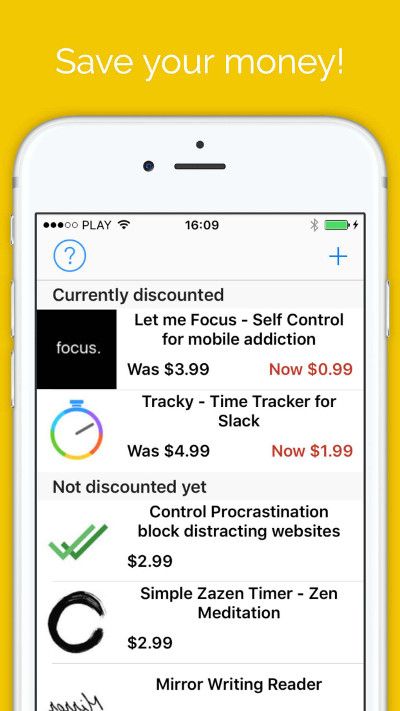 Save your money!
PLAY 16:09
?
+
Currently discounted
focus.
Let me Focus - Self Control
for mobile addiction
Was $3.99 Now $0.99
Tracky - Time Tracker for
Slack
Was $4.99 Now $1.99
Not discounted yet
Control Procrastination
block distracting websites
$2.99
Simple Zazen Timer - Zen
Meditation
$2.99
Mirror Writing Reader
Mirror